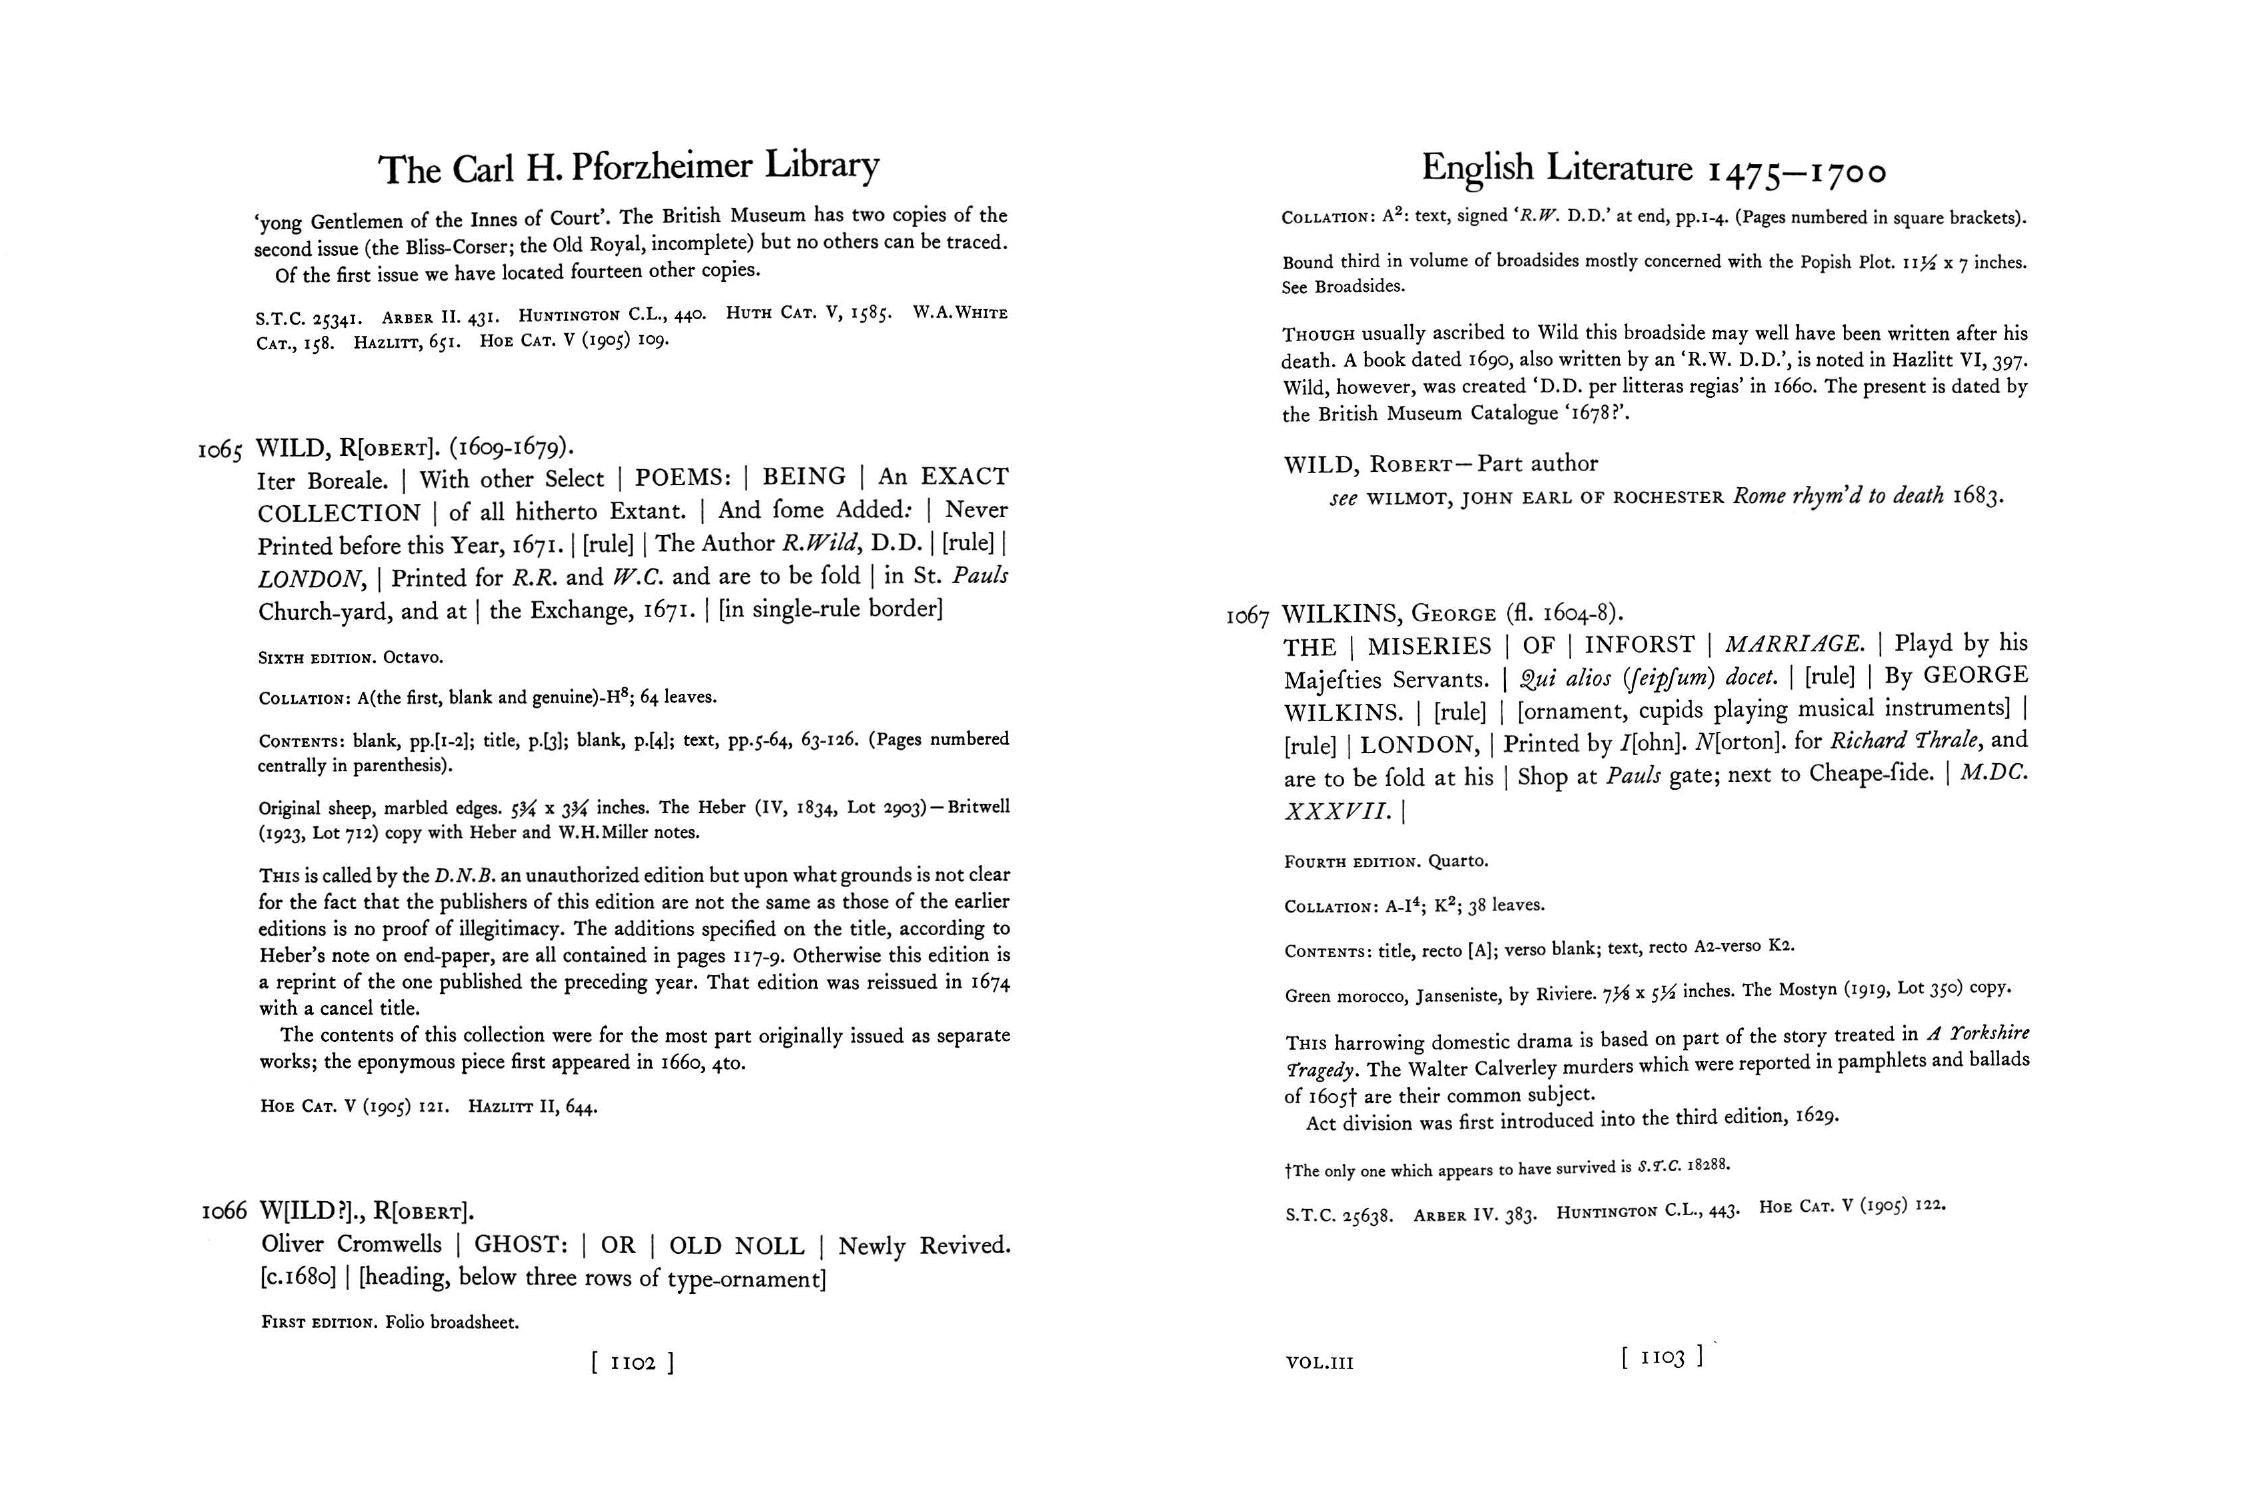 The Carl H. Pforzheimer Library
‘yong Gentlemen of the Innes of Court’. The British Museum has two copies of the
second issue (the Bliss-Corser; the Old Royal, incomplete) but no others can be traced.
Of the first issue we have located fourteen other copies.
S.T.C. 25341. Arber II. 431. Huntington C.L., 440. Huth Cat. V, 1585. W.A.White
Cat., 158. Hazlitt, 651. Hoe Cat. V (1905) 109.
1065 WILD, R[obert]. (1609-1679).
Iter Boreale. | With other Select | POEMS: | BEING | An EXACT
COLLECTION | of all hitherto Extant. | And ſome Added: | Never
Printed before this Year, 1671. | [rule] | The Author R.Wild, D.D. | [rule] |
LONDON, | Printed for R.R. and W.C. and are to be ſold | in St. Pauls
Church-yard, and at | the Exchange, 1671. | [in single-rule border]
Sixth edition. Octavo.
Collation: A(the first, blank and genuine)-H⁸; 64 leaves.
Contents: blank, pp.[1-2]; title, p.[3]; blank, p.[4]; text, pp.5-64, 63-126. (Pages numbered
centrally in parenthesis).
Original sheep, marbled edges. 5¾ x 3¾ inches. The Heber (IV, 1834, Lot 2903)—Britwell
(1923, Lot 712) copy with Heber and W.H.Miller notes.
This is called by the D.N.B. an unauthorized edition but upon what grounds is not clear
for the fact that the publishers of this edition are not the same as those of the earlier
editions is no proof of illegitimacy. The additions specified on the title, according to
Heber’s note on end-paper, are all contained in pages 117-9. Otherwise this edition is
a reprint of the one published the preceding year. That edition was reissued in 1674
with a cancel title.
The contents of this collection were for the most part originally issued as separate
works; the eponymous piece first appeared in 1660, 4to.
Hoe Cat. V (1905) 121. Hazlitt II, 644.
1066 W[ILD?]., R[obert].
Oliver Cromwells | GHOST: | OR | OLD NOLL | Newly Revived.
[c.1680] | [heading, below three rows of type-ornament]
First edition. Folio broadsheet.
[ 1102 ]
English Literature 1475—1700
Collation: A²: text, signed ‘R.W. D.D.’ at end, pp.1-4. (Pages numbered in square brackets).
Bound third in volume of broadsides mostly concerned with the Popish Plot. 11½ x 7 inches.
See Broadsides.
Though usually ascribed to Wild this broadside may well have been written after his
death. A book dated 1690, also written by an ‘R.W. D.D.’, is noted in Hazlitt VI, 397.
Wild, however, was created ‘D.D. per litteras regias’ in 1660. The present is dated by
the British Museum Catalogue ‘1678?’.
WILD, Robert—Part author
see WILMOT, JOHN EARL OF ROCHESTER Rome rhym’d to death 1683.
1067 WILKINS, George (fl. 1604-8).
THE | MISERIES | OF | INFORST | MARRIAGE. | Playd by his
Majeſties Servants. | Qui alios (ſeipſum) docet. | [rule] | By GEORGE
WILKINS. | [rule] | [ornament, cupids playing musical instruments] |
[rule] | LONDON, | Printed by I[ohn]. N[orton]. for Richard Thrale, and
are to be ſold at his | Shop at Pauls gate; next to Cheape-ſide. | M.DC.
XXXVII. |
Fourth edition. Quarto.
Collation: A-I⁴; K²; 38 leaves.
Contents: title, recto [A]; verso blank; text, recto A2-verso K2.
Green morocco, Janseniste, by Riviere. 7⅛ x 5½ inches. The Mostyn (1919, Lot 350) copy.
This harrowing domestic drama is based on part of the story treated in A Yorkshire
Tragedy. The Walter Calverley murders which were reported in pamphlets and ballads
of 1605† are their common subject.
Act division was first introduced into the third edition, 1629.
†The only one which appears to have survived is S.T.C. 18288.
S.T.C. 25638. Arber IV. 383. Huntington C.L., 443. Hoe Cat. V (1905) 122.
VOL.III
[ 1103 ]